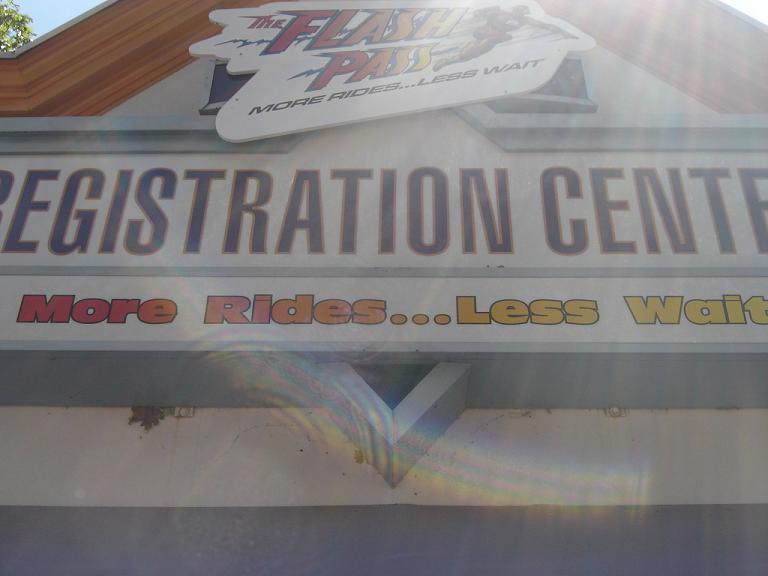 The FLASH
PASS
MORE RIDES...LESS WAIT
REGISTRATION CENTE
More Rides...Less Wait